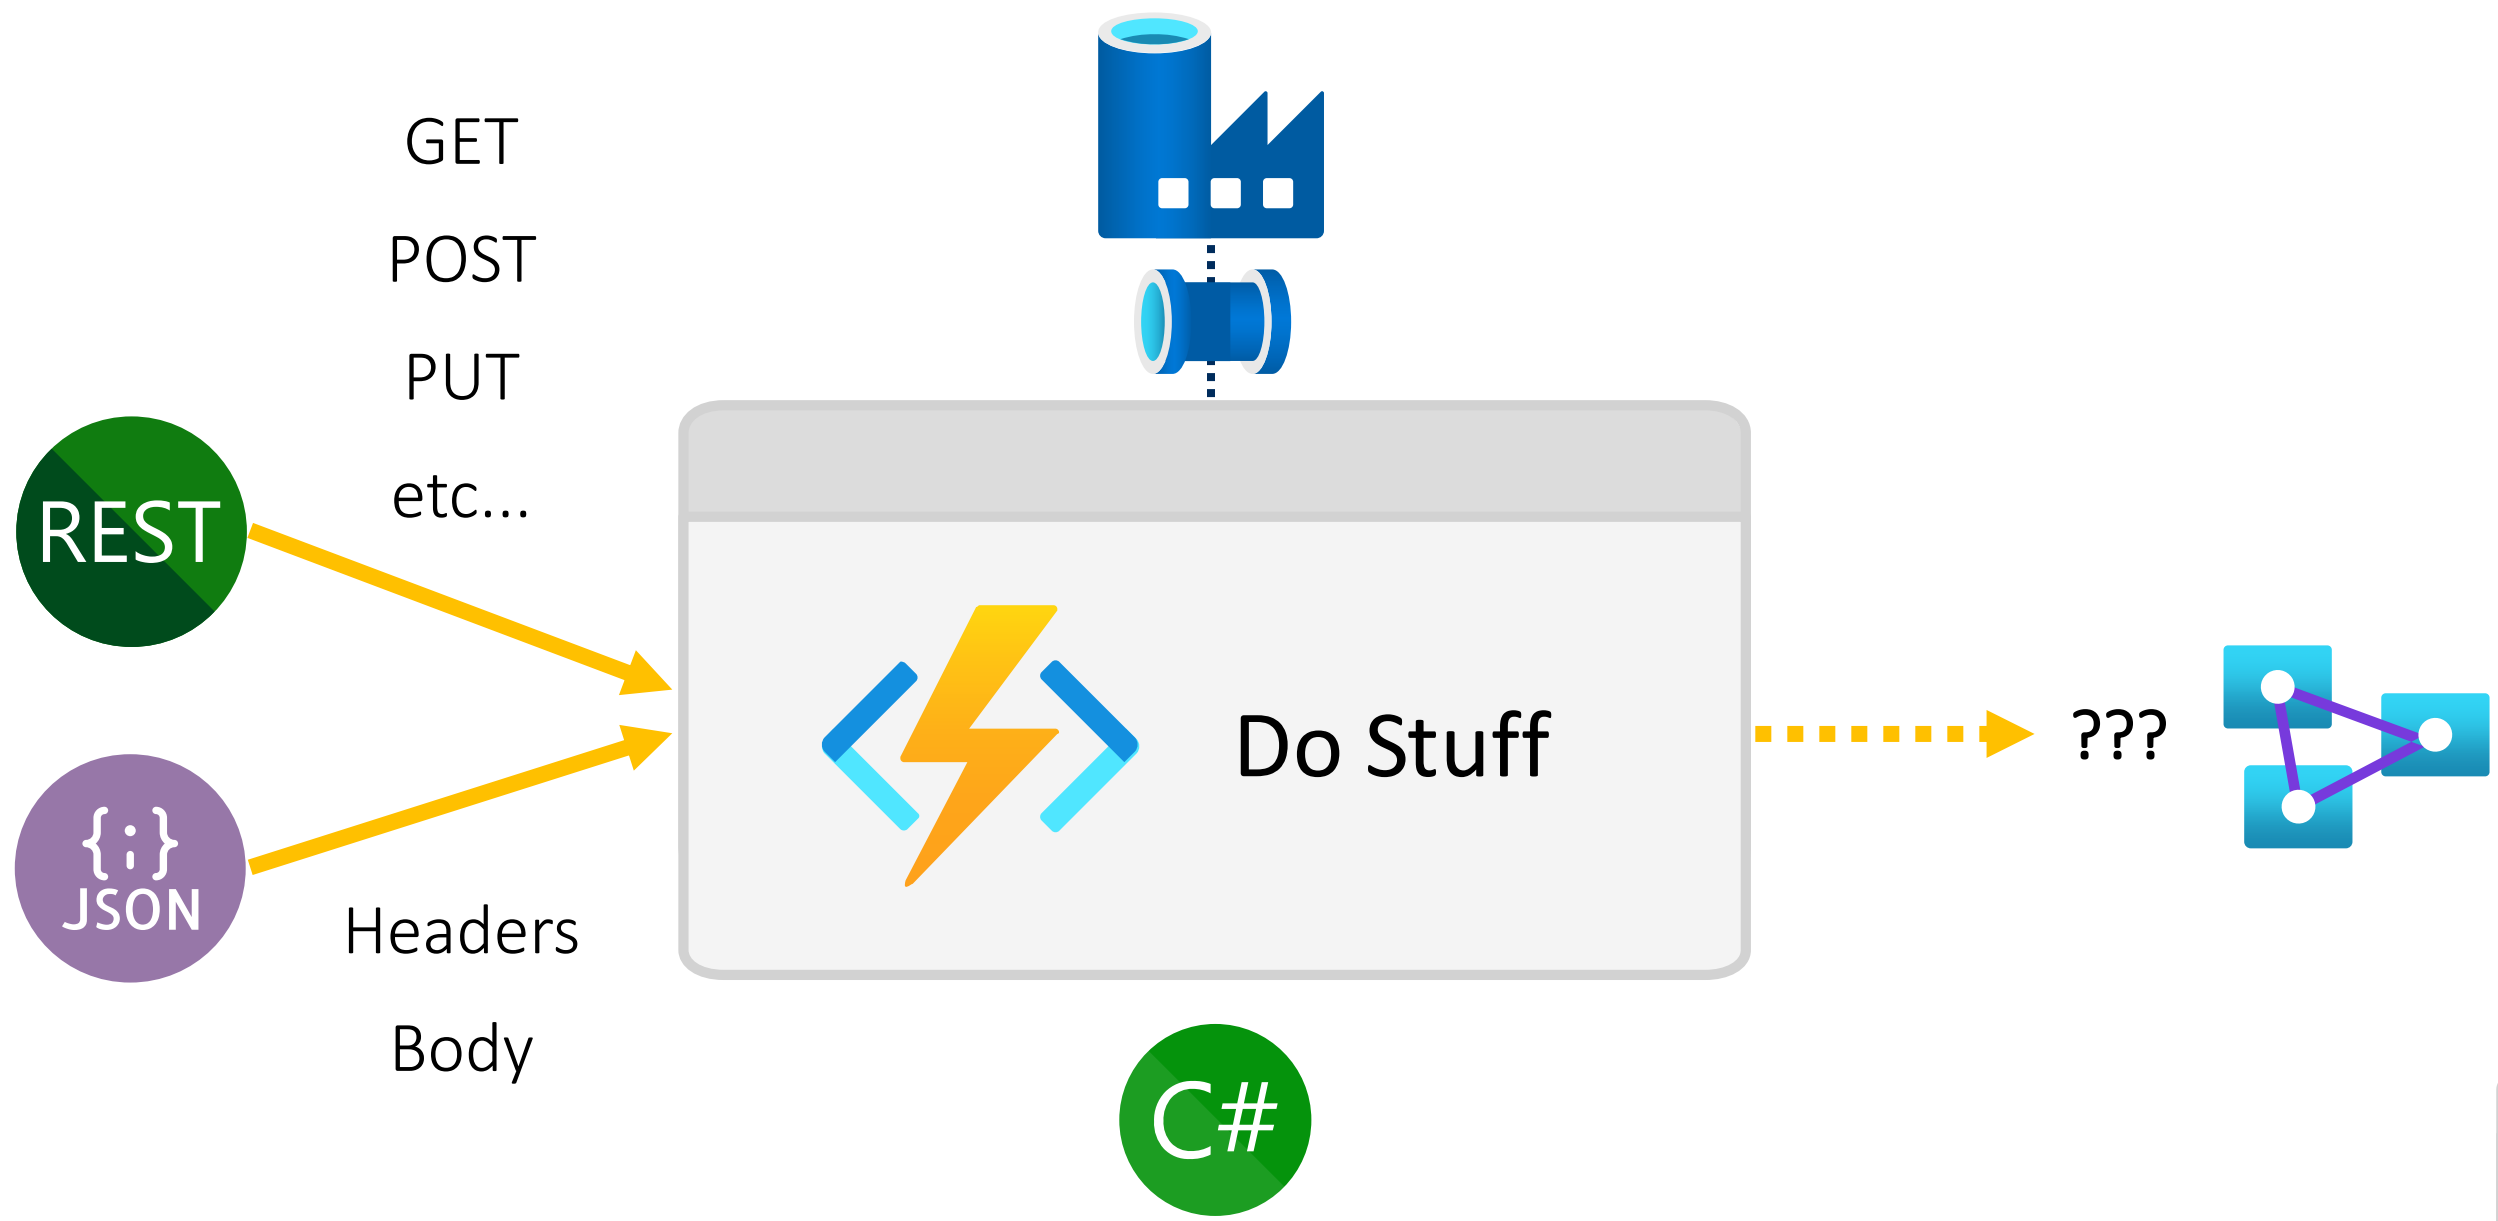 GET
POST
PUT
etc...
REST
{ ; }
JSON
Headers
Body
Do Stuff
???
C#